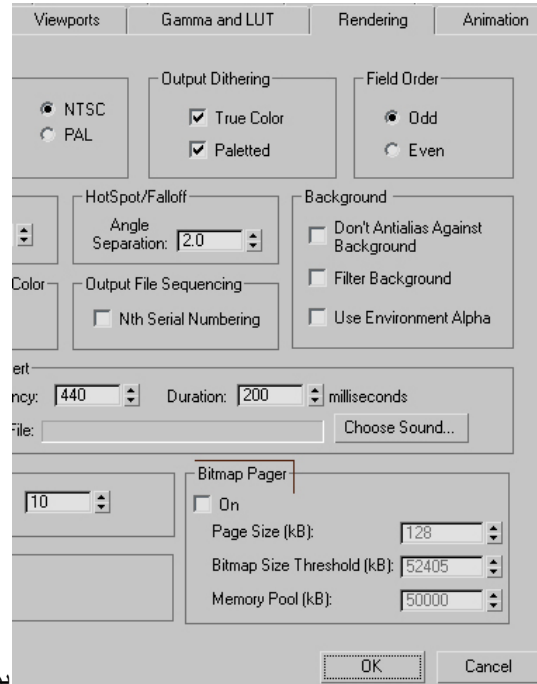 Viewports Gamma and LUT Rendering Animation
Output Dithering Field Order
NTSC True Color Odd
PAL Paletted Even
HotSpot/Falloff Background
Angle Separation: 2.0 Don't Antialias Against
Background
Color Output File Sequencing Filter Background
Nth Serial Numbering Use Environment Alpha
ert
ncy: 440 Duration: 200 milliseconds
File: Choose Sound...
Bitmap Pager
10 On
Page Size (kB): 128
Bitmap Size Threshold (kB): 52405
Memory Pool (kB): 50000
OK Cancel